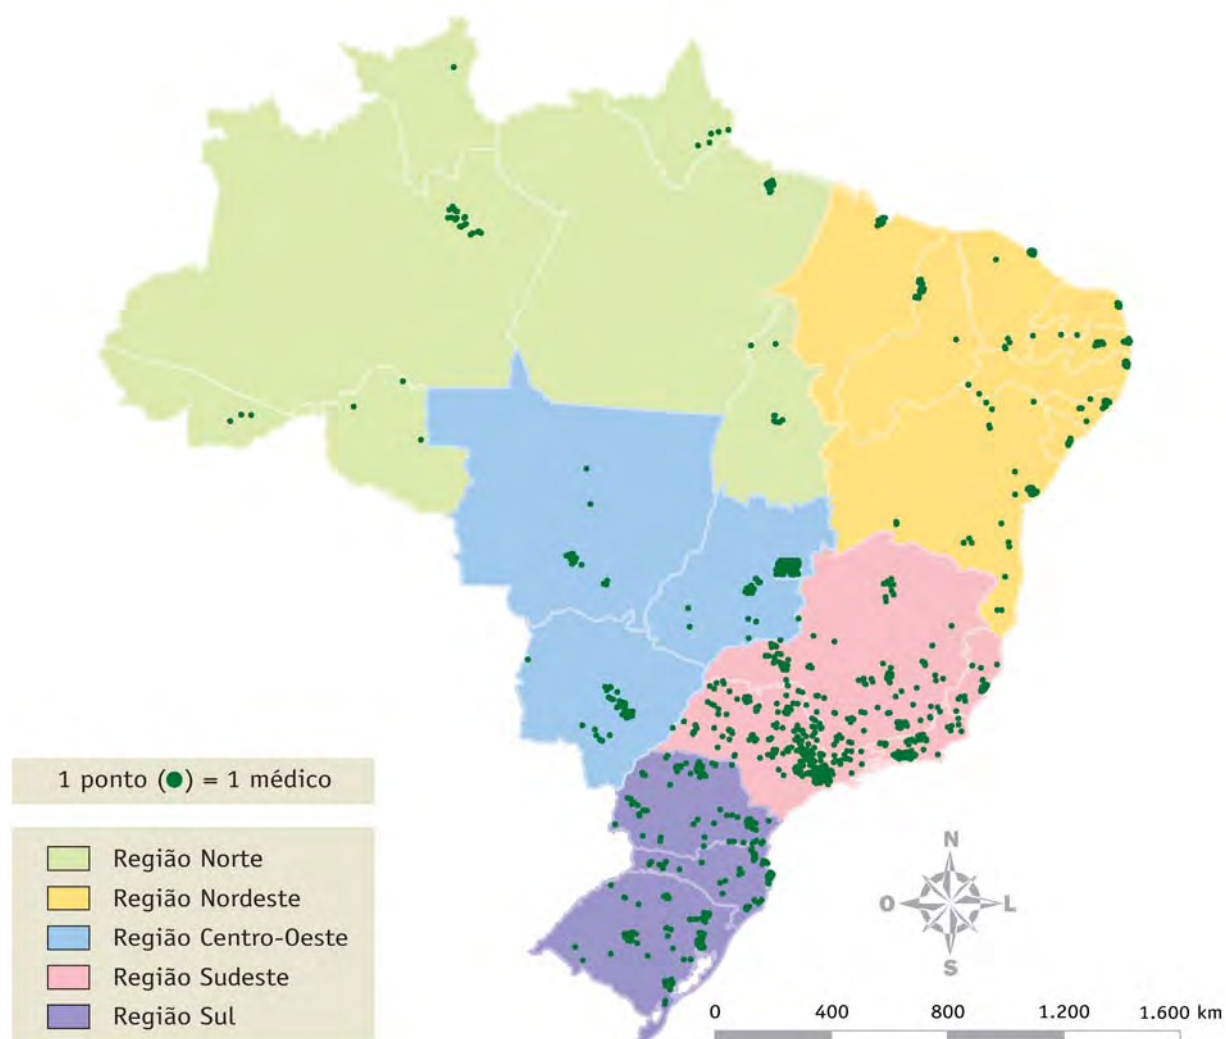 1 ponto (●) = 1 médico
Região Norte
Região Nordeste
Região Centro-Oeste
Região Sudeste
Região Sul
N
O L
S
0 400 800 1.200 1.600 km